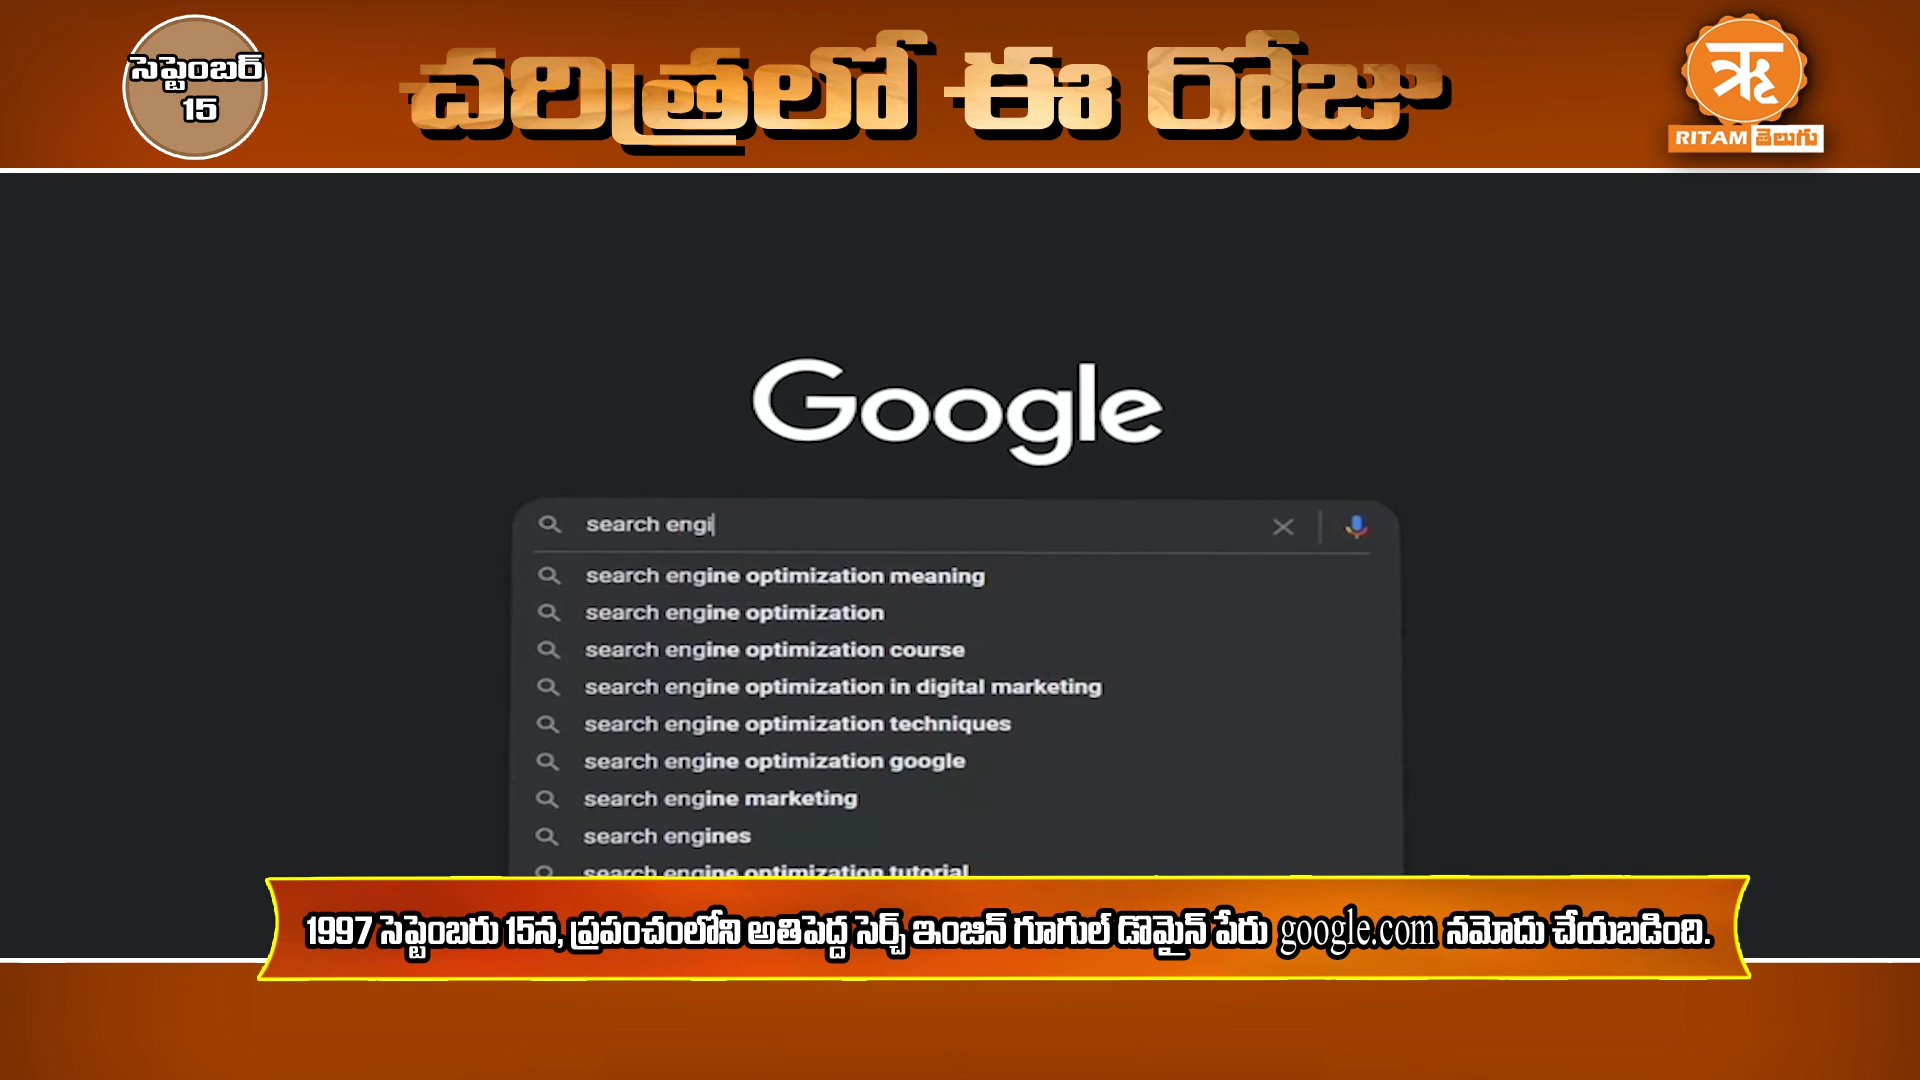 సెప్టెంబర్
15
చరిత్రలో ఈ రోజు
ఋ
RITAM తెలుగు
Google
search engi
search engine optimization meaning
search engine optimization
search engine optimization course
search engine optimization in digital marketing
search engine optimization techniques
search engine optimization google
search engine marketing
search engines
search engine optimization tutorial
1997 సెప్టెంబరు 15న, ప్రపంచంలోని అతిపెద్ద సెర్చ్ ఇంజిన్ గూగుల్ డొమైన్ పేరు google.com నమోదు చేయబడింది.